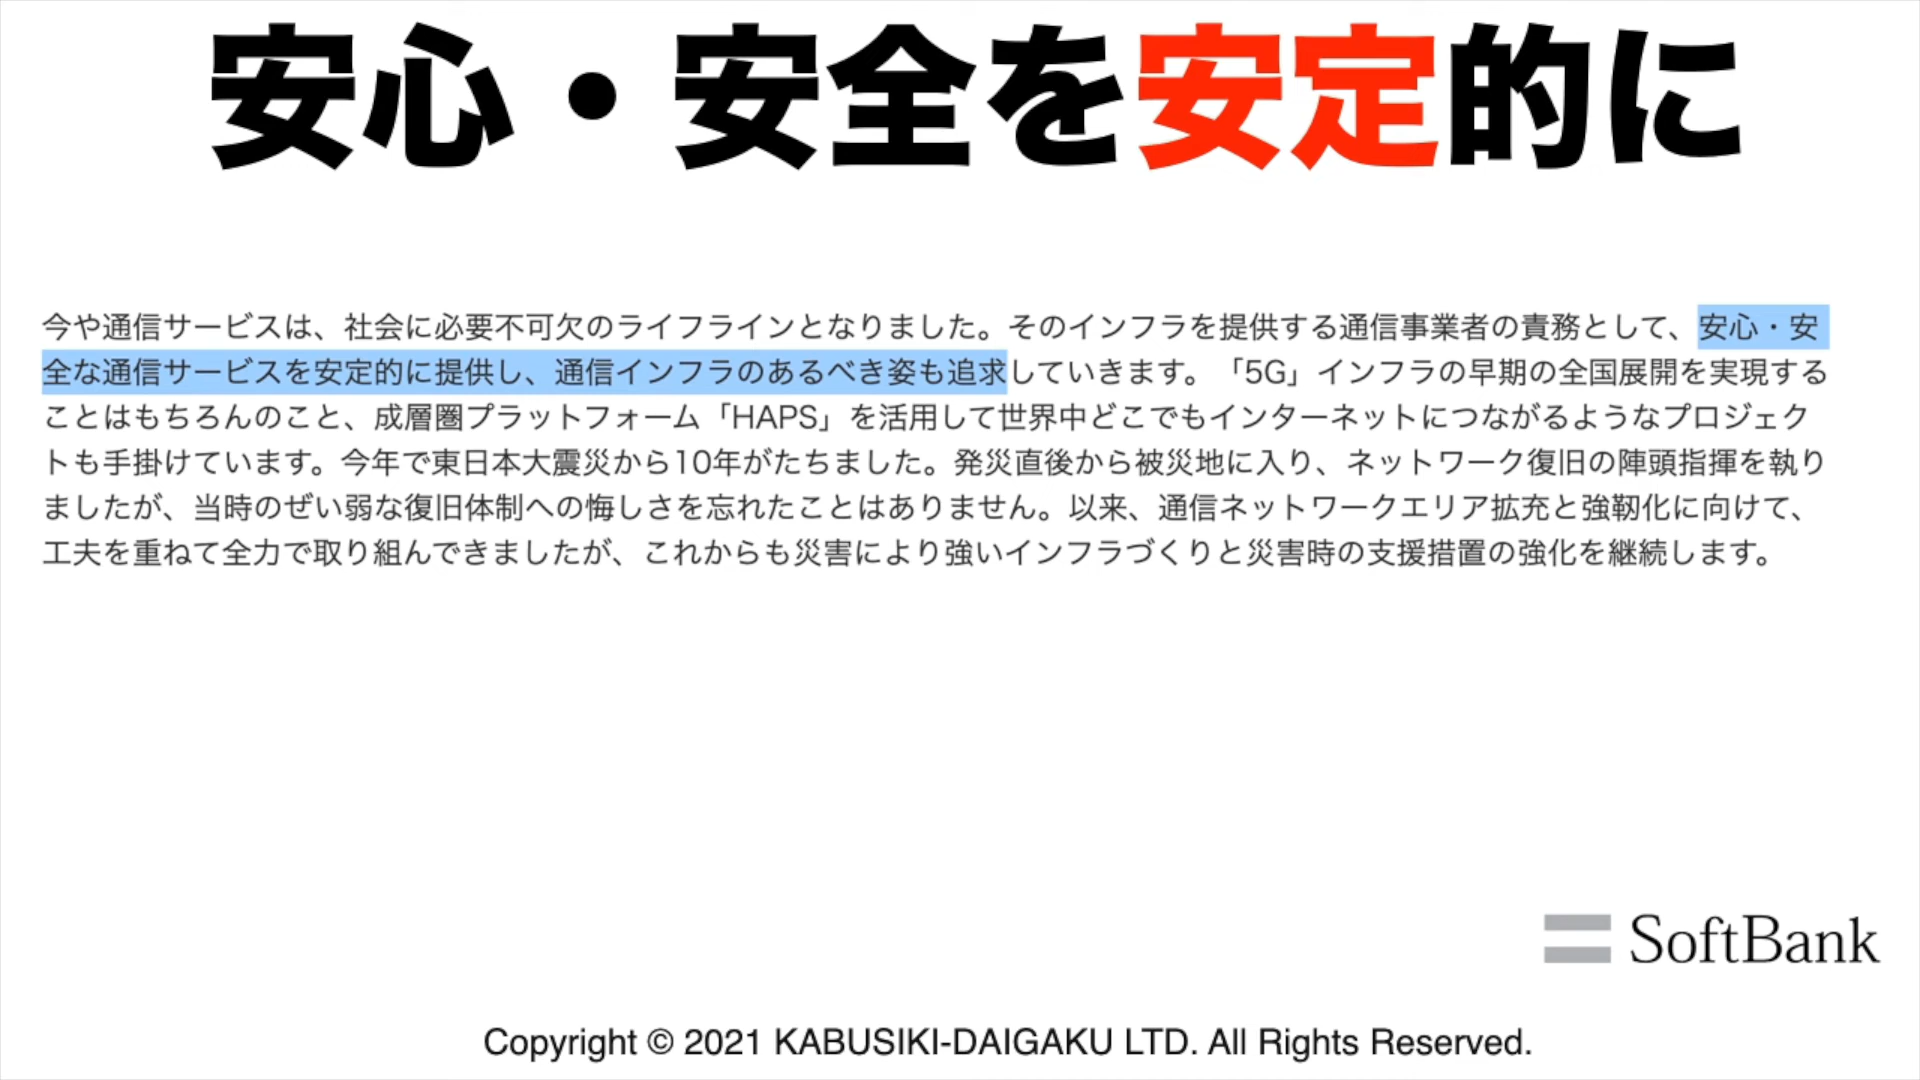 安心・安全を安定的に
今や通信サービスは、社会に必要不可欠のライフラインとなりました。そのインフラを提供する通信事業者の責務として、安心・安
全な通信サービスを安定的に提供し、通信インフラのあるべき姿も追求していきます。「5G」インフラの早期の全国展開を実現する
ことはもちろんのこと、成層圏プラットフォーム「HAPS」を活用して世界中どこでもインターネットにつながるようなプロジェク
トも手掛けています。今年で東日本大震災から10年がたちました。発災直後から被災地に入り、ネットワーク復旧の陣頭指揮を執り
ましたが、当時のぜい弱な復旧体制への悔しさを忘れたことはありません。以来、通信ネットワークエリア拡充と強靭化に向けて、
工夫を重ねて全力で取り組んできましたが、これからも災害により強いインフラづくりと災害時の支援措置の強化を継続します。
SoftBank
Copyright © 2021 KABUSIKI-DAIGAKU LTD. All Rights Reserved.